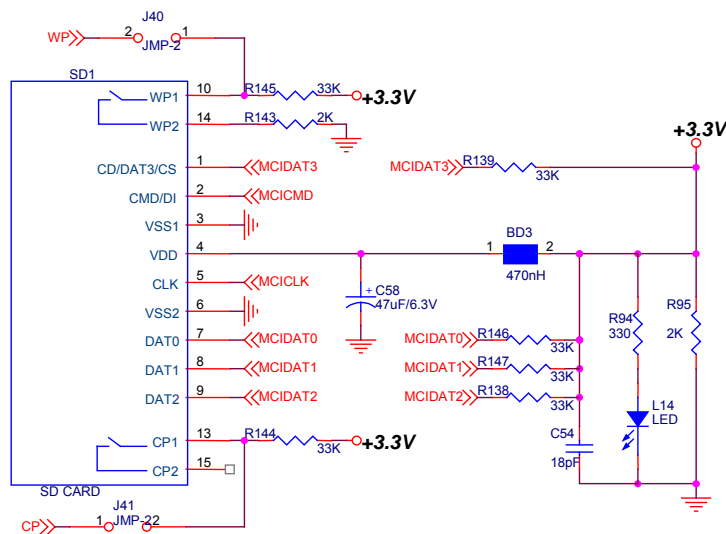 J40
WP 2 1
JMP-2
SD1
WP1 10 R145 33K +3.3V
WP2 14 R143 2K
+3.3V
CD/DAT3/CS 1 MCIDAT3 MCIDAT3 R139 33K
CMD/DI 2 MCICMD
VSS1 3
BD3
VDD 4 1 2
470nH
CLK 5 MCICLK
+ C58
47uF/6.3V
VSS2 6
R94 330
R95 2K
DAT0 7 MCIDAT0 MCIDAT0 R146 33K
DAT1 8 MCIDAT1 MCIDAT1 R147 33K
DAT2 9 MCIDAT2 MCIDAT2 R138 33K
L14
LED
CP1 13 R144 33K +3.3V
C54
18pF
CP2 15
SD CARD
J41
CP 1 JMP-22 2